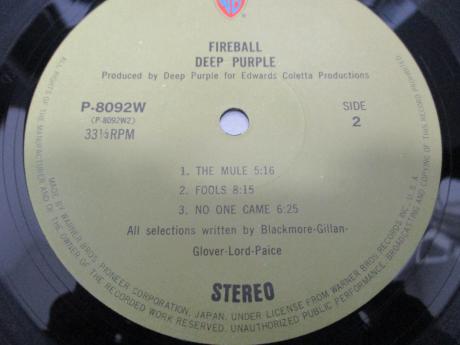 FIREBALL
DEEP PURPLE
Produced by Deep Purple for Edwards Coletta Productions
P-8092W
(P-8092W2)
33⅓RPM
SIDE
2
1. THE MULE 5:16
2. FOOLS 8:15
3. NO ONE CAME 6:25
All selections written by Blackmore-Gillan-
Glover-Lord-Paice
STEREO
MADE BY WARNER BROS. PIONEER CORPORATION, JAPAN, UNDER LICENSE FROM WARNER BROS. RECORDS INC., U.S.A.
ALL RIGHTS OF THE MANUFACTURER AND OF THE OWNER OF THE RECORDED WORK RESERVED. UNAUTHORIZED PUBLIC PERFORMANCE, BROADCASTING AND COPYING OF THIS RECORD PROHIBITED